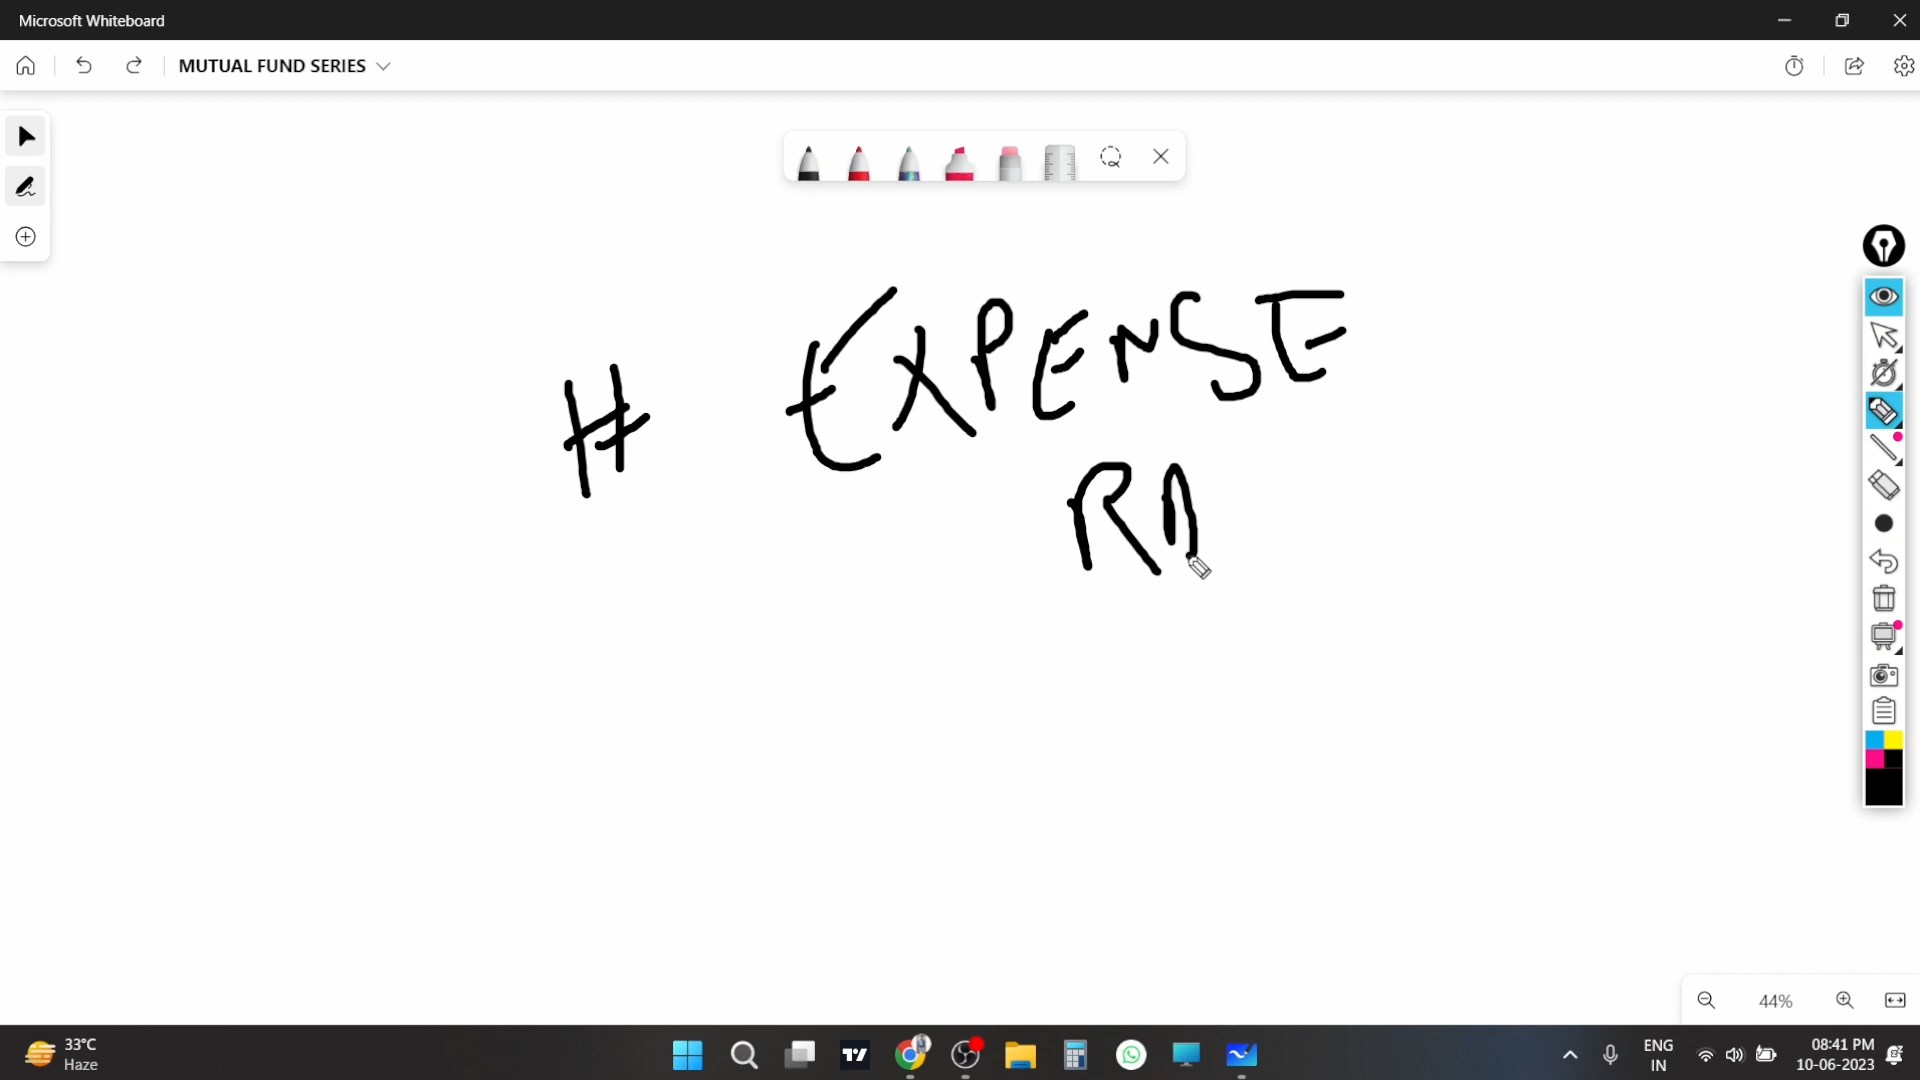 Microsoft Whiteboard
MUTUAL FUND SERIES
# EXPENSE
RA
44%
33°C
Haze
ENG
IN
08:41 PM
10-06-2023